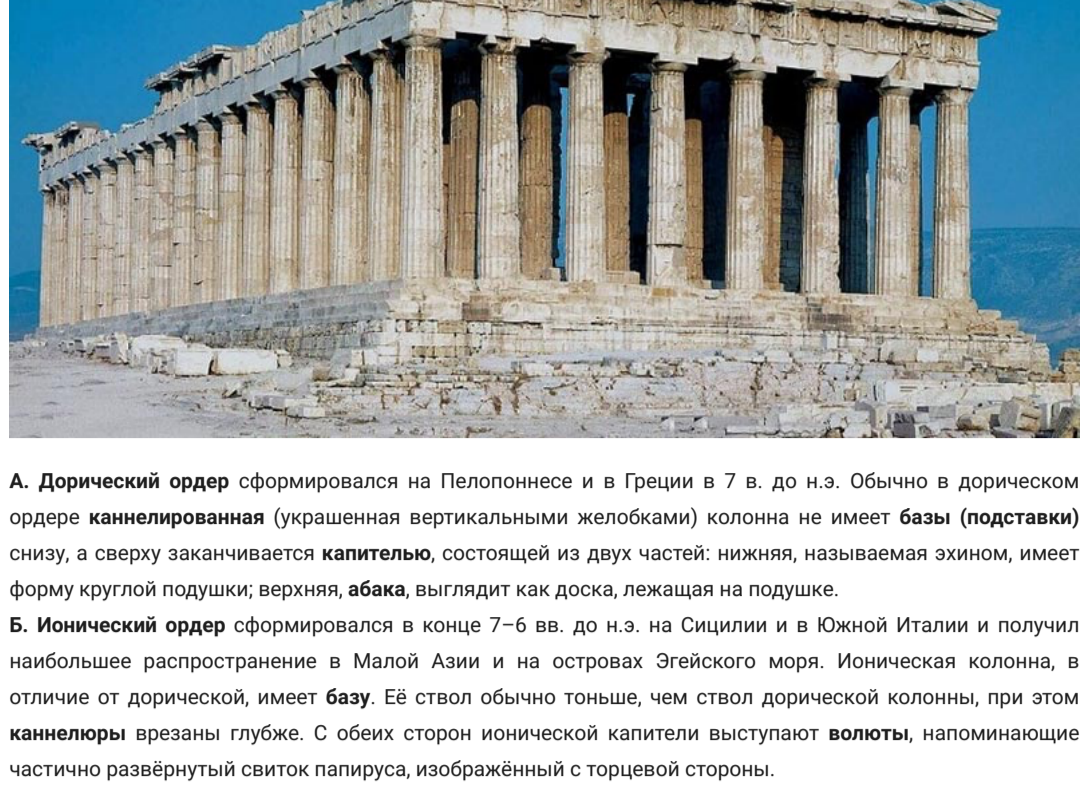 А. Дорический ордер сформировался на Пелопоннесе и в Греции в 7 в. до н.э. Обычно в дорическом
ордере каннелированная (украшенная вертикальными желобками) колонна не имеет базы (подставки)
снизу, а сверху заканчивается капителью, состоящей из двух частей: нижняя, называемая эхином, имеет
форму круглой подушки; верхняя, абака, выглядит как доска, лежащая на подушке.
Б. Ионический ордер сформировался в конце 7–6 вв. до н.э. на Сицилии и в Южной Италии и получил
наибольшее распространение в Малой Азии и на островах Эгейского моря. Ионическая колонна, в
отличие от дорической, имеет базу. Её ствол обычно тоньше, чем ствол дорической колонны, при этом
каннелюры врезаны глубже. С обеих сторон ионической капители выступают волюты, напоминающие
частично развёрнутый свиток папируса, изображённый с торцевой стороны.